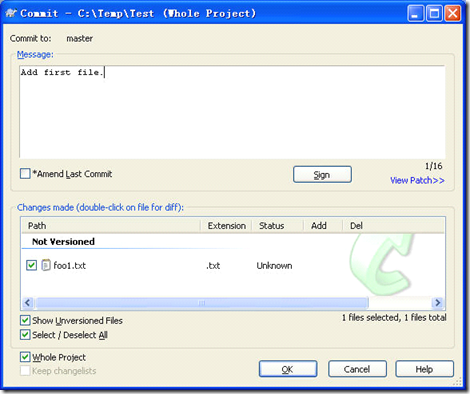 Commit - C:\Temp\Test (Whole Project)
Commit to: master
Message:
Add first file.
1/16
*Amend Last Commit
Sign
View Patch>>
Changes made (double-click on file for diff):
Path Extension Status Add Del
Not Versioned
foo1.txt .txt Unknown
Show Unversioned Files
1 files selected, 1 files total
Select / Deselect All
Whole Project
Keep changelists
OK Cancel Help